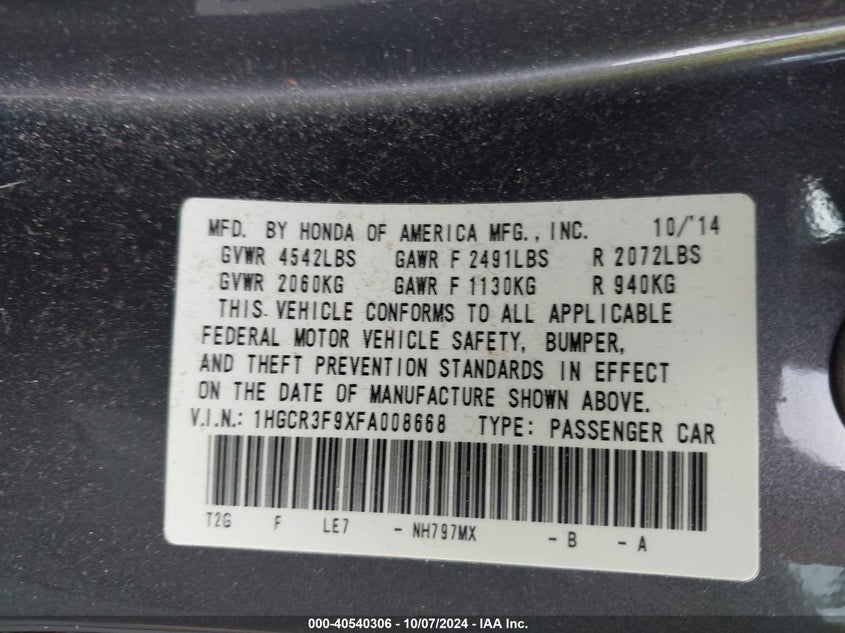 MFD. BY HONDA OF AMERICA MFG., INC. 10/'14
GVWR 4542LBS GAWR F 2491LBS R 2072LBS
GVWR 2060KG GAWR F 1130KG R 940KG
THIS VEHICLE CONFORMS TO ALL APPLICABLE
FEDERAL MOTOR VEHICLE SAFETY, BUMPER,
AND THEFT PREVENTION STANDARDS IN EFFECT
ON THE DATE OF MANUFACTURE SHOWN ABOVE.
V.I.N.: 1HGCR3F9XFA008668 TYPE: PASSENGER CAR
T2G F LE7 - NH797MX - B - A
000-40540306 - 10/07/2024 - IAA Inc.